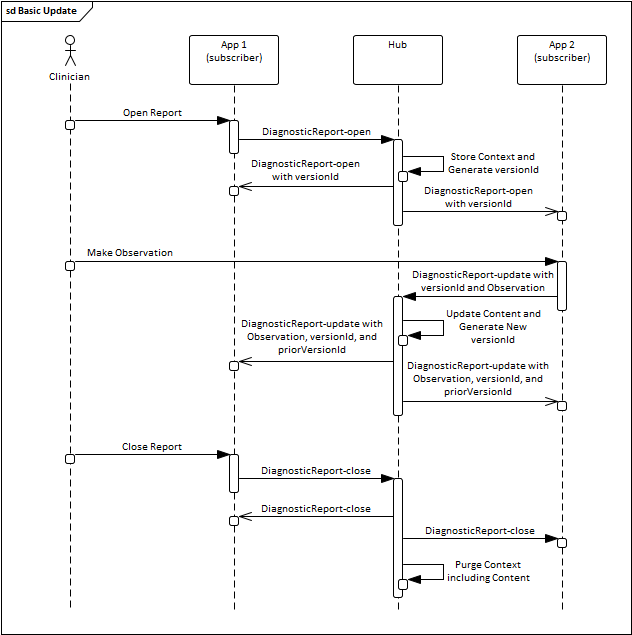 sd Basic Update
Clinician
App 1
(subscriber)
Hub
App 2
(subscriber)
Open Report
DiagnosticReport-open
Store Context and
Generate versionId
DiagnosticReport-open
with versionId
DiagnosticReport-open
with versionId
Make Observation
DiagnosticReport-update with
versionId and Observation
Update Content and
Generate New
versionId
DiagnosticReport-update with
Observation, versionId, and
priorVersionId
DiagnosticReport-update with
Observation, versionId, and
priorVersionId
Close Report
DiagnosticReport-close
DiagnosticReport-close
DiagnosticReport-close
Purge Context
including Content